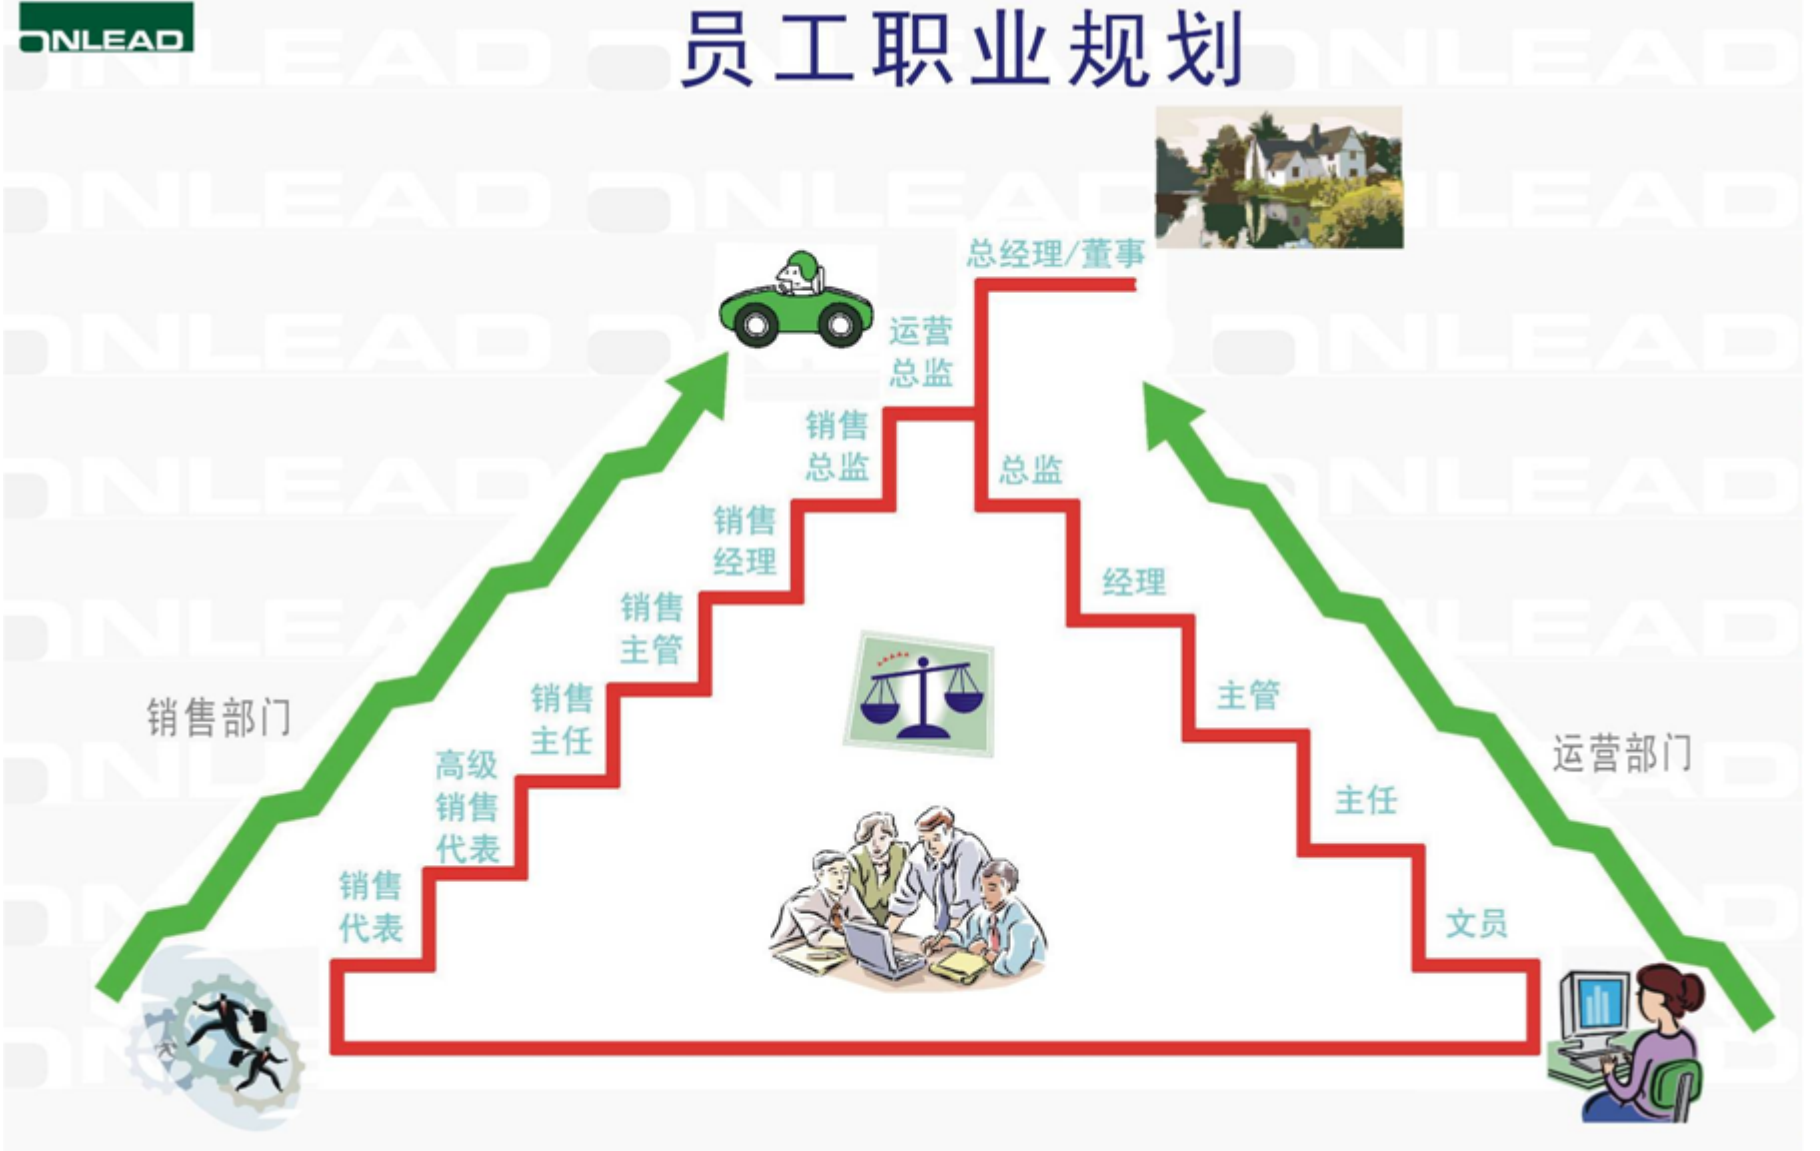 ONLEAD
员工职业规划
总经理/董事
运营
总监
销售
总监
总监
销售
经理
经理
销售
主管
主管
销售
主任
主任
高级
销售
代表
销售
代表
文员
销售部门
运营部门